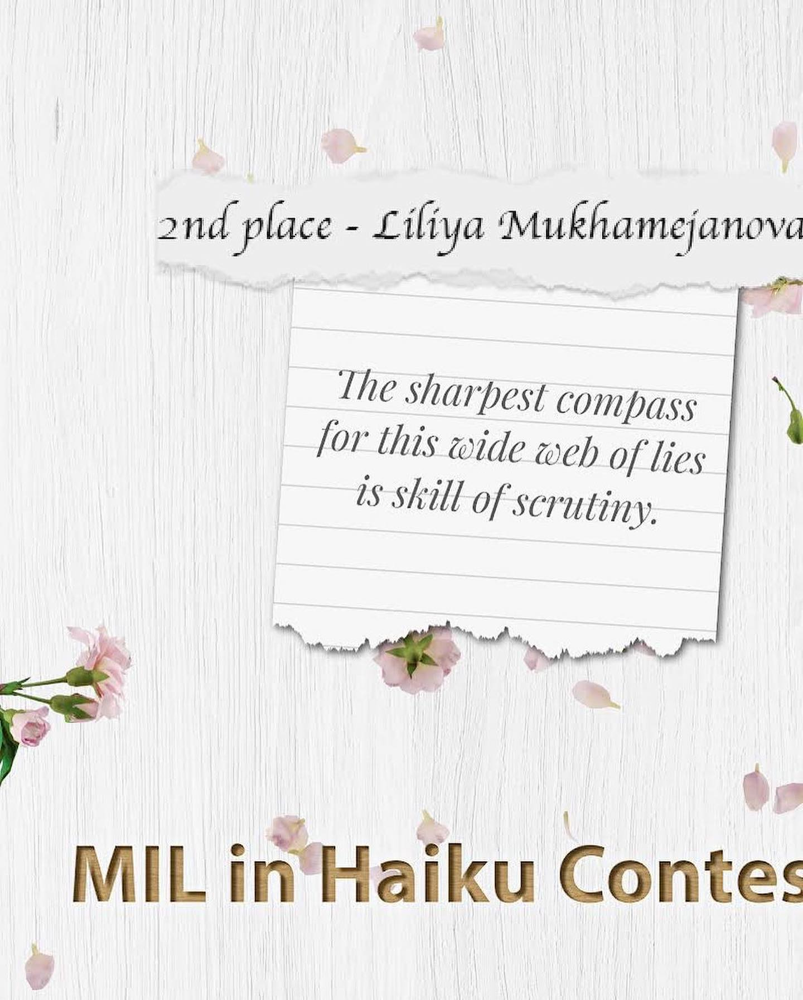 2nd place - Liliya Mukhamejanova
The sharpest compass
for this wide web of lies
is skill of scrutiny.
MIL in Haiku Contes